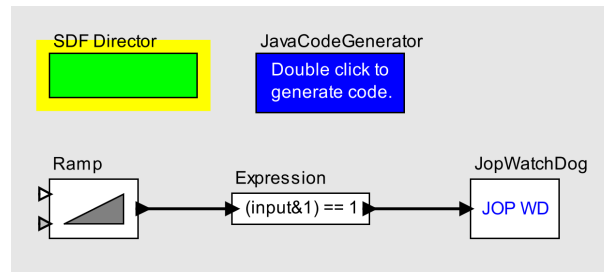 SDF Director
JavaCodeGenerator
Double click to
generate code.
Ramp
Expression
(input&1) == 1
JopWatchDog
JOP WD